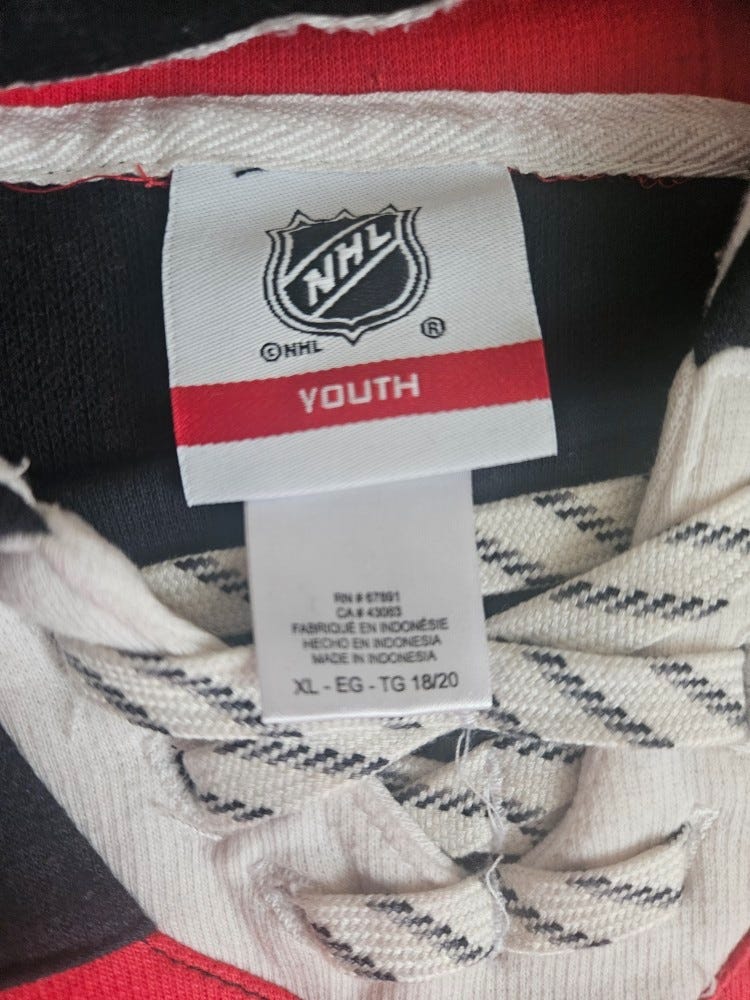 NHL
©NHL ®
YOUTH
RN # 67891
CA # 43083
FABRIQUÉ EN INDONÉSIE
HECHO EN INDONESIA
MADE IN INDONESIA
XL - EG - TG 18/20